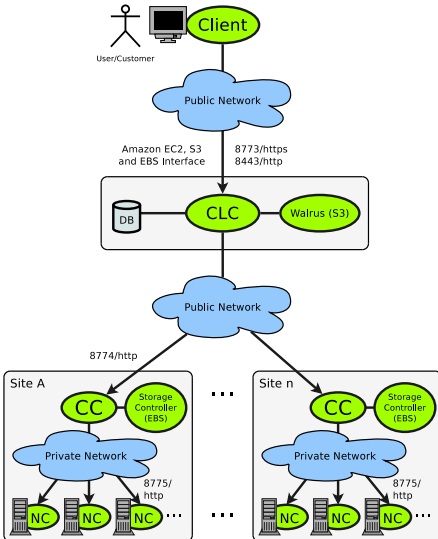 Client
User/Customer
Public Network
Amazon EC2, S3
and EBS Interface
8773/https
8443/http
DB
CLC
Walrus (S3)
Public Network
8774/http
Site A
CC
Storage
Controller
(EBS)
Private Network
8775/
http
NC
NC
NC
...
...
...
Site n
CC
Storage
Controller
(EBS)
Private Network
8775/
http
NC
NC
NC
...